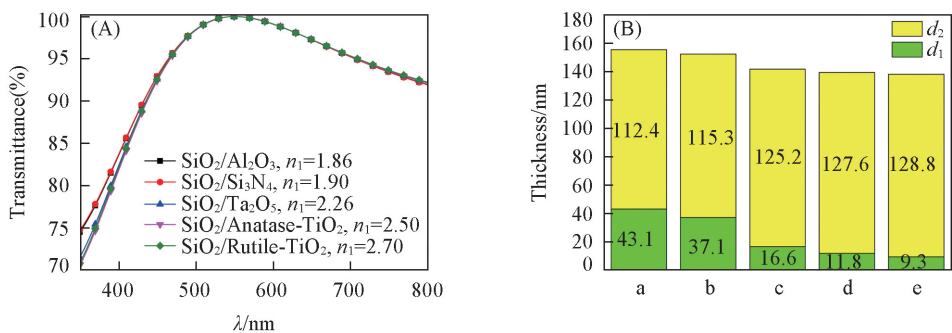 (A)
100
95
90
85
80
75
70
Transmittance(%)
SiO₂/Al₂O₃, n₁=1.86
SiO₂/Si₃N₄, n₁=1.90
SiO₂/Ta₂O₅, n₁=2.26
SiO₂/Anatase-TiO₂, n₁=2.50
SiO₂/Rutile-TiO₂, n₁=2.70
400 500 600 700 800
λ/nm
(B)
d₂
d₁
180
160
140
120
100
80
60
40
20
0
Thickness/nm
112.4 115.3 125.2 127.6 128.8
43.1 37.1 16.6 11.8 9.3
a b c d e